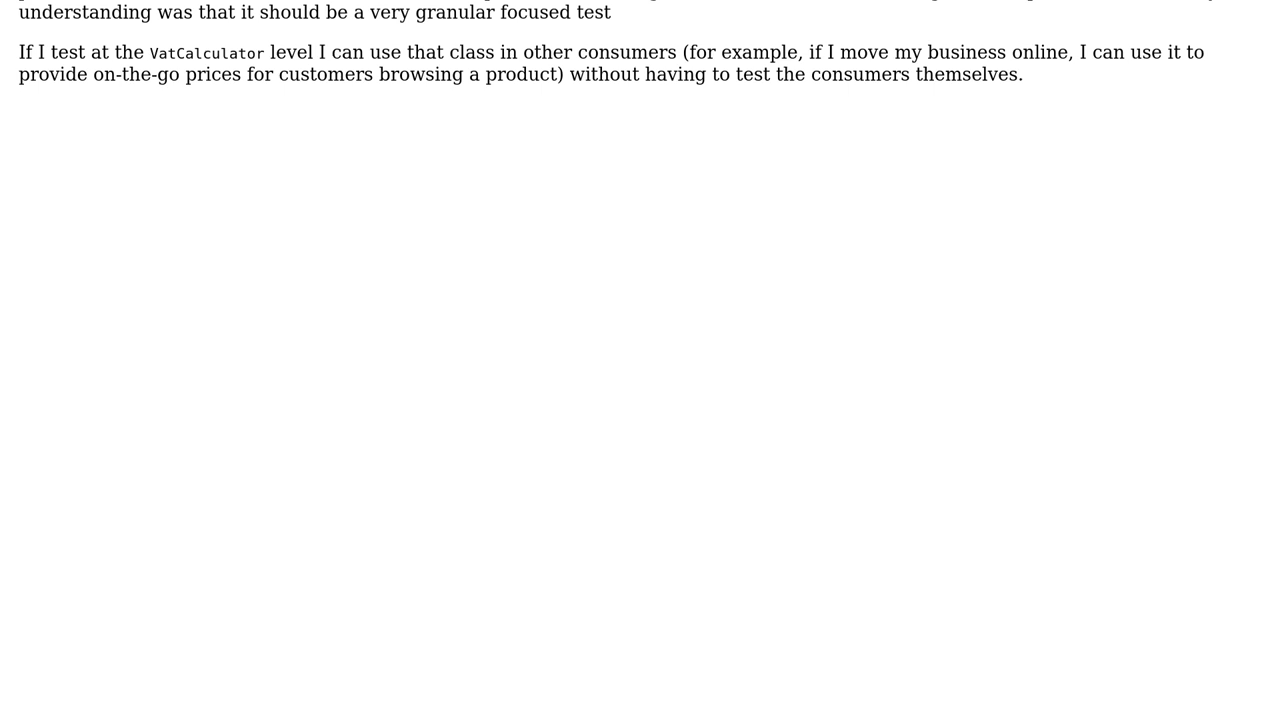 understanding was that it should be a very granular focused test
If I test at the VatCalculator level I can use that class in other consumers (for example, if I move my business online, I can use it to
provide on-the-go prices for customers browsing a product) without having to test the consumers themselves.